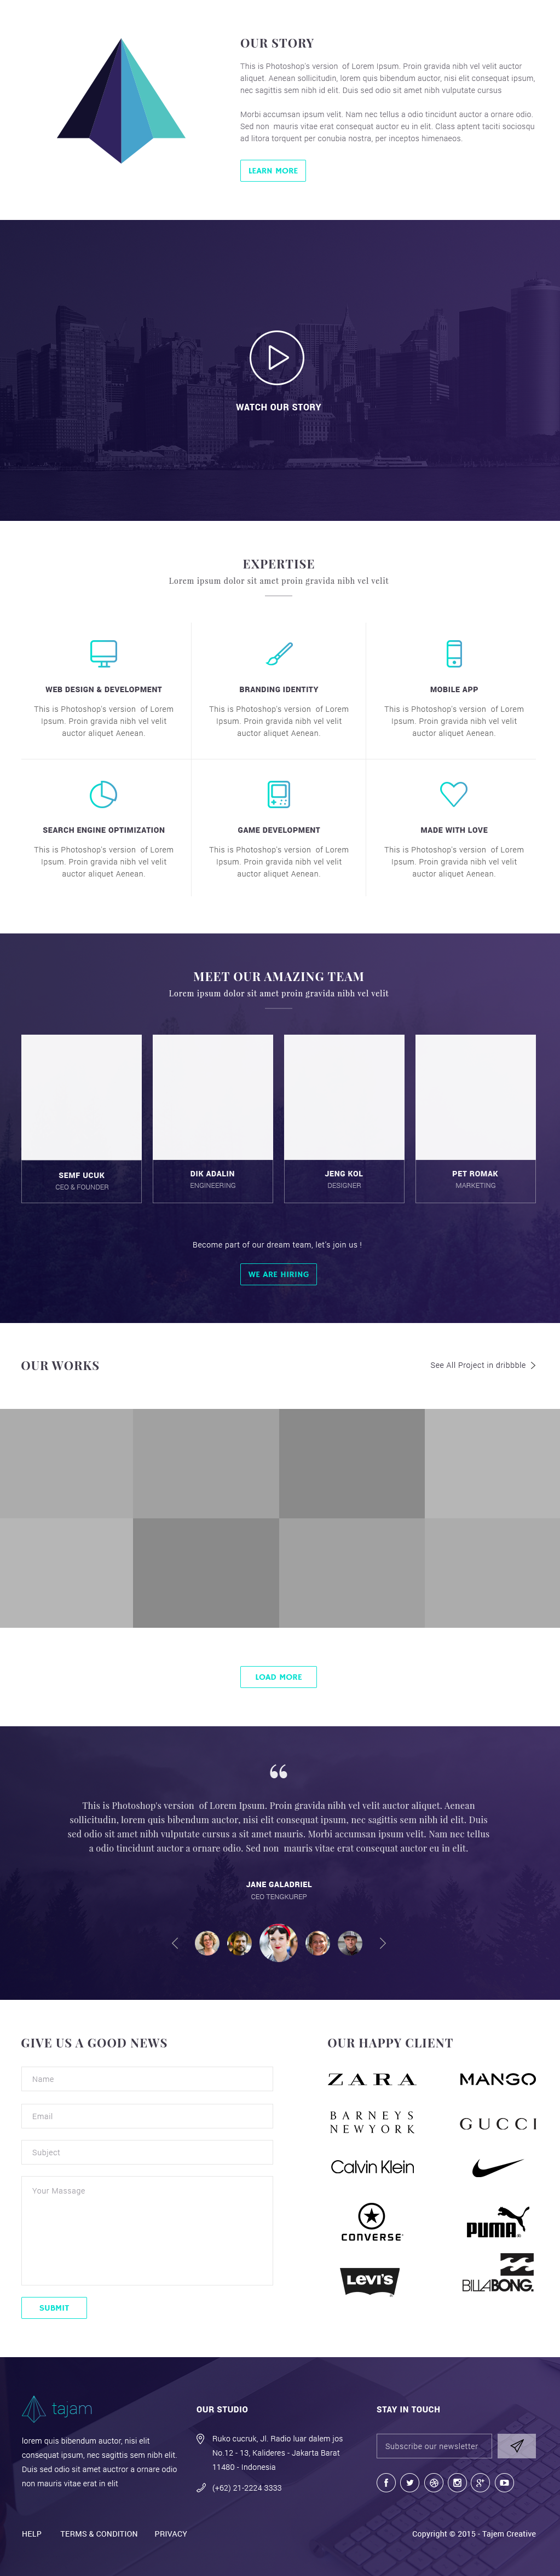 OUR STORY
This is Photoshop's version of Lorem Ipsum. Proin gravida nibh vel velit auctor
aliquet. Aenean sollicitudin, lorem quis bibendum auctor, nisi elit consequat ipsum,
nec sagittis sem nibh id elit. Duis sed odio sit amet nibh vulputate cursus
Morbi accumsan ipsum velit. Nam nec tellus a odio tincidunt auctor a ornare odio.
Sed non mauris vitae erat consequat auctor eu in elit. Class aptent taciti sociosqu
ad litora torquent per conubia nostra, per inceptos himenaeos.
LEARN MORE
WATCH OUR STORY
EXPERTISE
Lorem ipsum dolor sit amet proin gravida nibh vel velit
WEB DESIGN & DEVELOPMENT
This is Photoshop's version of Lorem
Ipsum. Proin gravida nibh vel velit
auctor aliquet Aenean.
BRANDING IDENTITY
This is Photoshop's version of Lorem
Ipsum. Proin gravida nibh vel velit
auctor aliquet Aenean.
MOBILE APP
This is Photoshop's version of Lorem
Ipsum. Proin gravida nibh vel velit
auctor aliquet Aenean.
SEARCH ENGINE OPTIMIZATION
This is Photoshop's version of Lorem
Ipsum. Proin gravida nibh vel velit
auctor aliquet Aenean.
GAME DEVELOPMENT
This is Photoshop's version of Lorem
Ipsum. Proin gravida nibh vel velit
auctor aliquet Aenean.
MADE WITH LOVE
This is Photoshop's version of Lorem
Ipsum. Proin gravida nibh vel velit
auctor aliquet Aenean.
MEET OUR AMAZING TEAM
Lorem ipsum dolor sit amet proin gravida nibh vel velit
SEMF UCUK
CEO & FOUNDER
DIK ADALIN
ENGINEERING
JENG KOL
DESIGNER
PET ROMAK
MARKETING
Become part of our dream team, let's join us !
WE ARE HIRING
OUR WORKS
See All Project in dribbble
LOAD MORE
“
This is Photoshop's version of Lorem Ipsum. Proin gravida nibh vel velit auctor aliquet. Aenean
sollicitudin, lorem quis bibendum auctor, nisi elit consequat ipsum, nec sagittis sem nibh id elit. Duis
sed odio sit amet nibh vulputate cursus a sit amet mauris. Morbi accumsan ipsum velit. Nam nec tellus
a odio tincidunt auctor a ornare odio. Sed non mauris vitae erat consequat auctor eu in elit.
JANE GALADRIEL
CEO TENGKUREP
GIVE US A GOOD NEWS
Name
Email
Subject
Your Massage
SUBMIT
OUR HAPPY CLIENT
ZARA
MANGO
BARNEYS
NEWYORK
GUCCI
Calvin Klein
CONVERSE
PUMA
LEVI'S
BILLABONG
tajam
lorem quis bibendum auctor, nisi elit
consequat ipsum, nec sagittis sem nibh elit.
Duis sed odio sit amet auctror a ornare odio
non mauris vitae erat in elit
OUR STUDIO
Ruko cucruk, Jl. Radio luar dalem jos
No.12 - 13, Kalideres - Jakarta Barat
11480 - Indonesia
(+62) 21-2224 3333
STAY IN TOUCH
Subscribe our newsletter
HELP
TERMS & CONDITION
PRIVACY
Copyright © 2015 - Tajem Creative